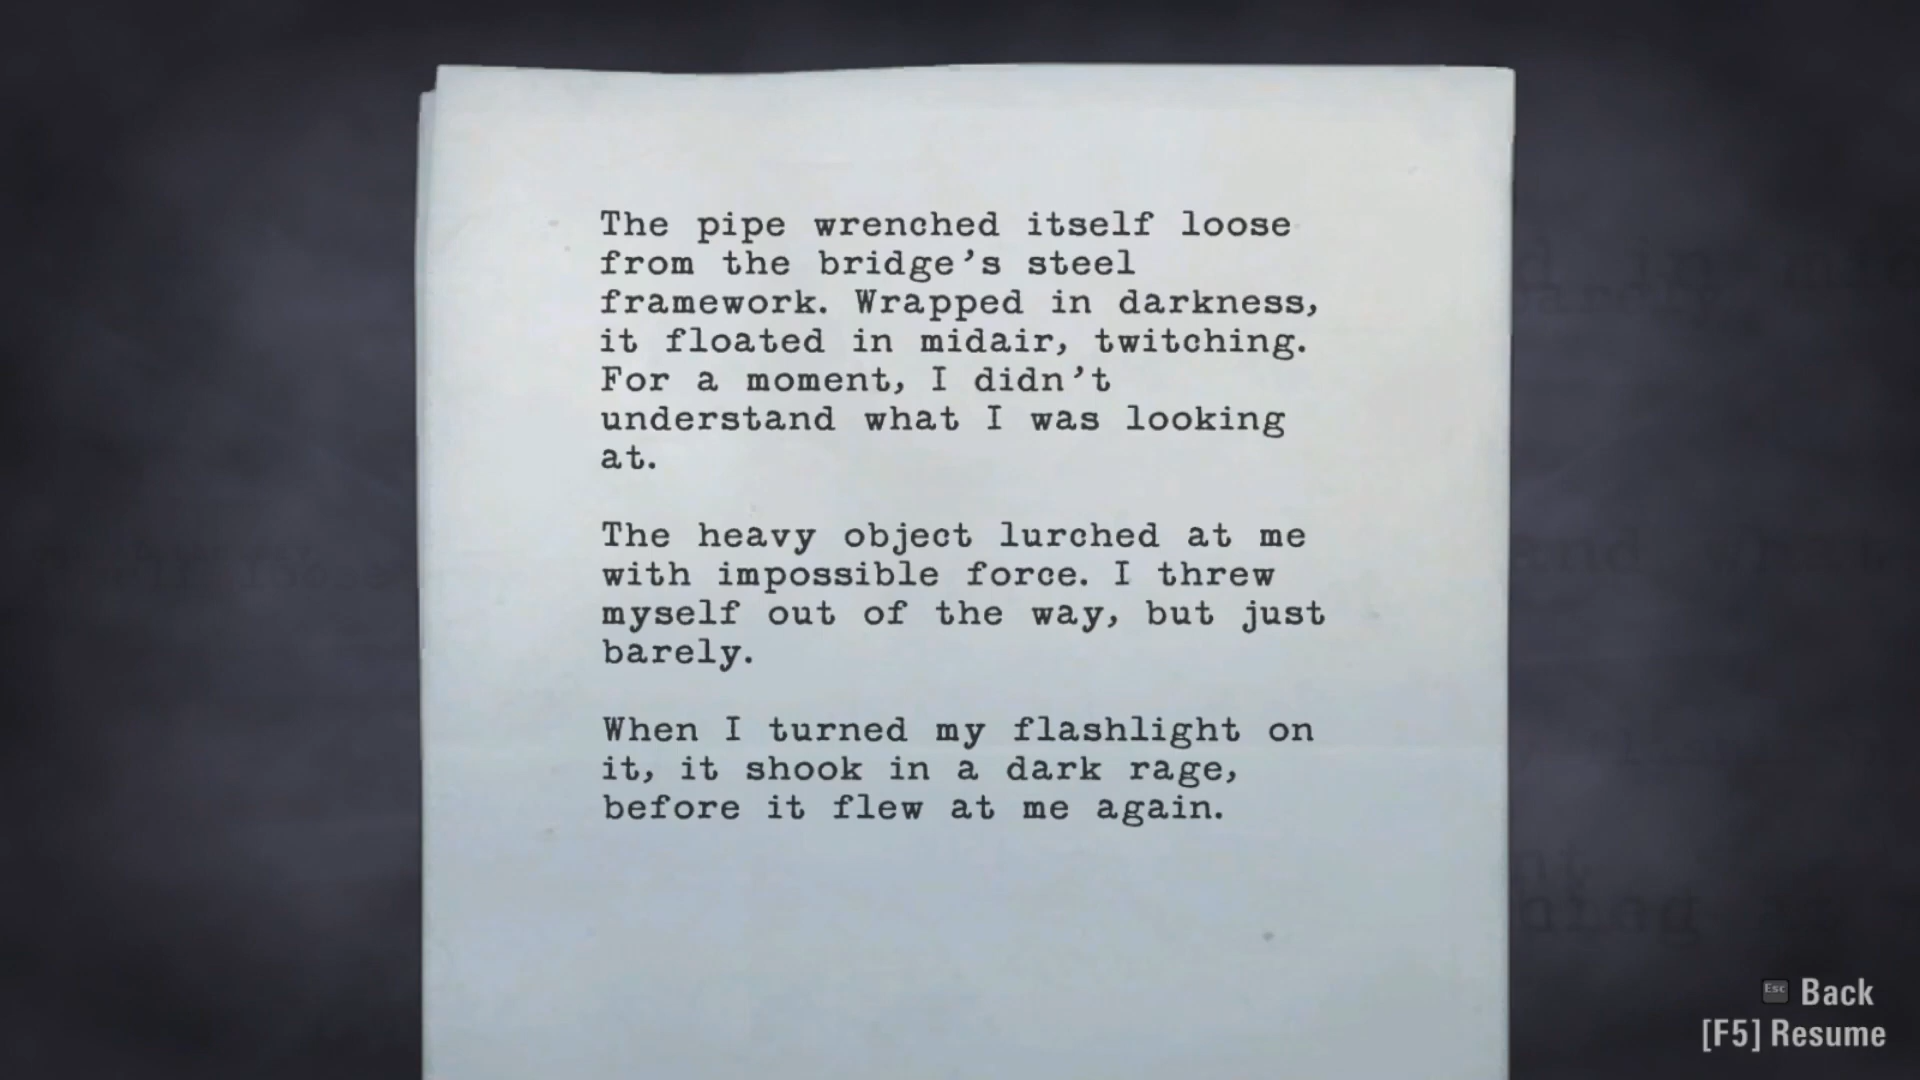 The pipe wrenched itself loose
from the bridge’s steel
framework. Wrapped in darkness,
it floated in midair, twitching.
For a moment, I didn’t
understand what I was looking
at.
The heavy object lurched at me
with impossible force. I threw
myself out of the way, but just
barely.
When I turned my flashlight on
it, it shook in a dark rage,
before it flew at me again.
Esc Back
[F5] Resume